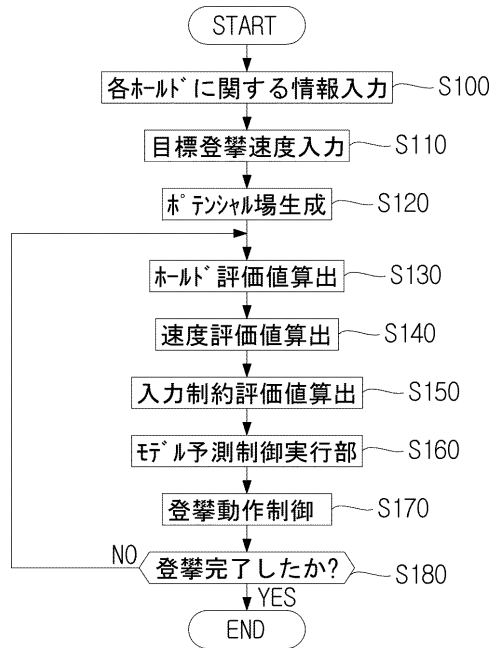 START
各ﾎｰﾙﾄﾞに関する情報入力 S100
目標登攀速度入力 S110
ﾎﾟﾃﾝｼｬﾙ場生成 S120
ﾎｰﾙﾄﾞ評価値算出 S130
速度評価値算出 S140
入力制約評価値算出 S150
ﾓﾃﾞﾙ予測制御実行部 S160
登攀動作制御 S170
NO 登攀完了したか? S180
YES
END